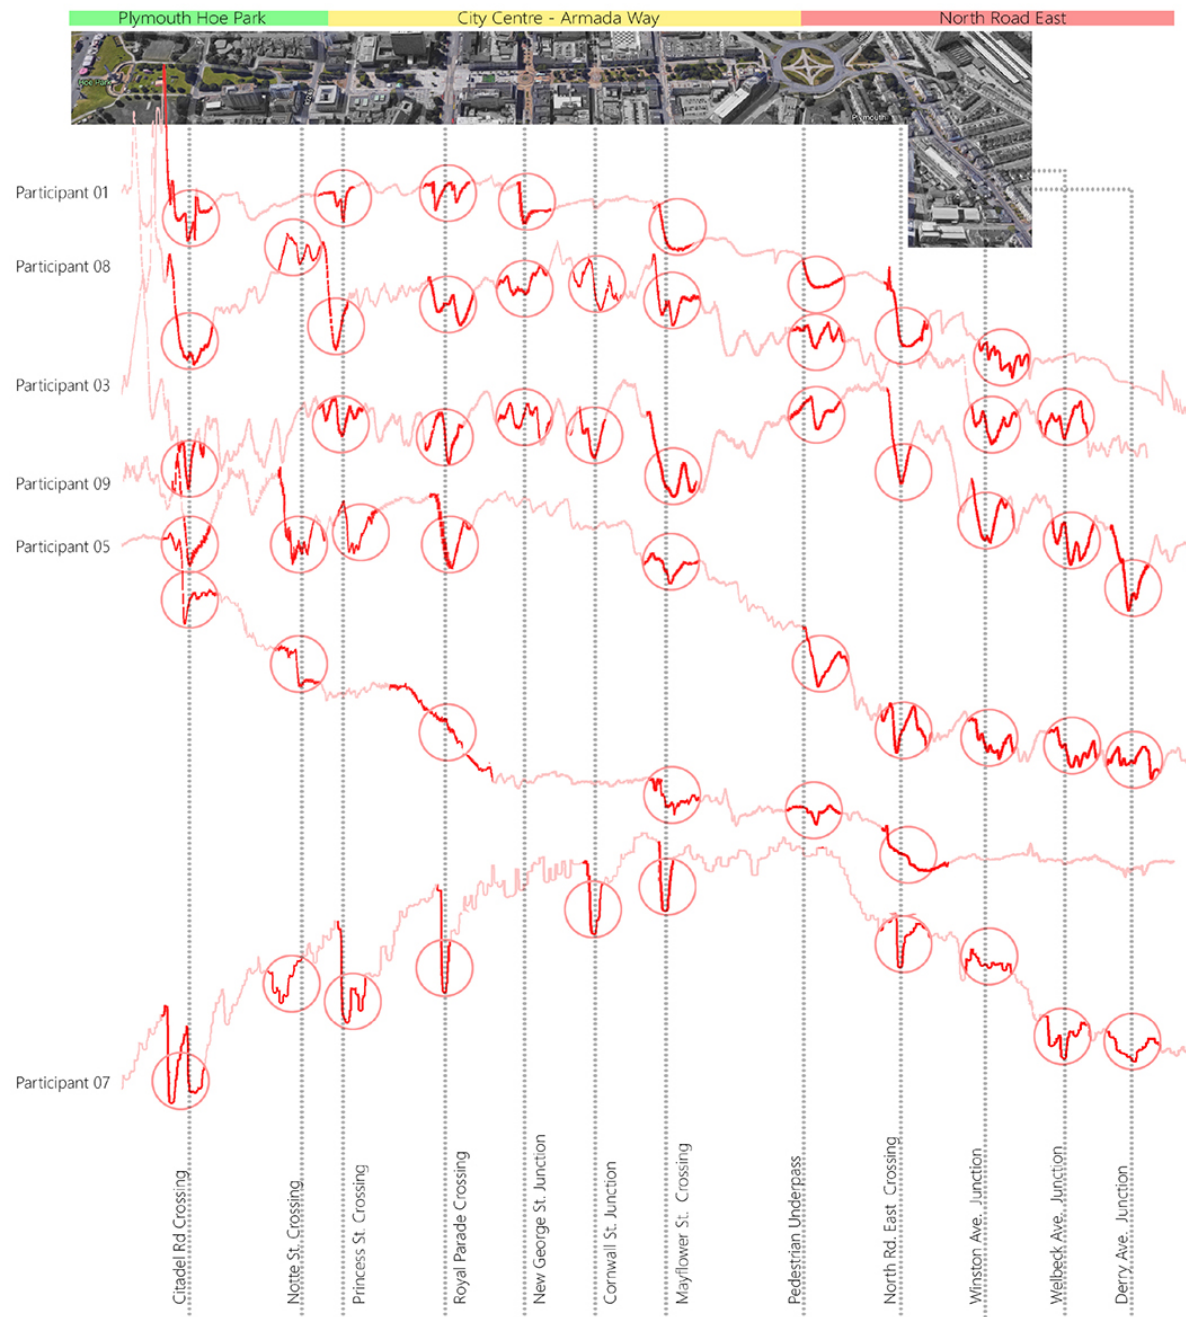 Plymouth Hoe Park
City Centre - Armada Way
North Road East
Hoe Park
Plymouth
Participant 01
Participant 08
Participant 03
Participant 09
Participant 05
Participant 07
Citadel Rd Crossing
Notte St. Crossing
Princess St. Crossing
Royal Parade Crossing
New George St. Junction
Cornwall St. Junction
Mayflower St. Crossing
Pedestrian Underpass
North Rd. East Crossing
Winston Ave. Junction
Welbeck Ave. Junction
Derry Ave. Junction